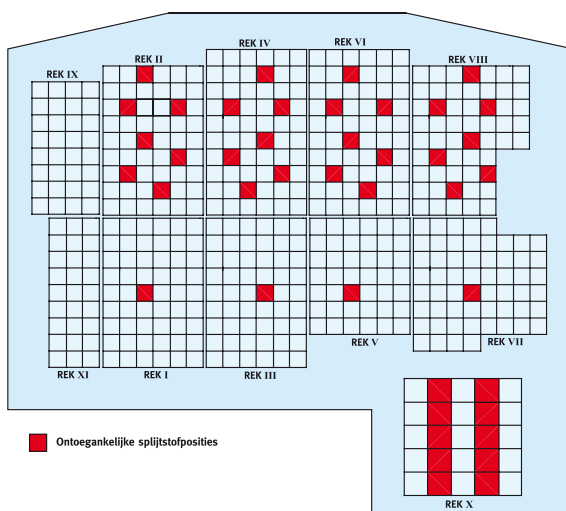 REK IV
REK VI
REK II
REK VIII
REK IX
REK XI
REK I
REK III
REK V
REK VII
Ontoegankelijke splijtstofposities
REK X